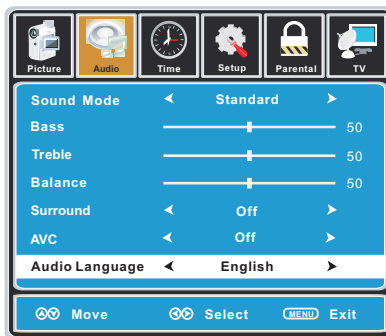 Picture Audio Time Setup Parental TV
Sound Mode Standard
Bass 50
Treble 50
Balance 50
Surround Off
AVC Off
Audio Language English
Move Select MENU Exit